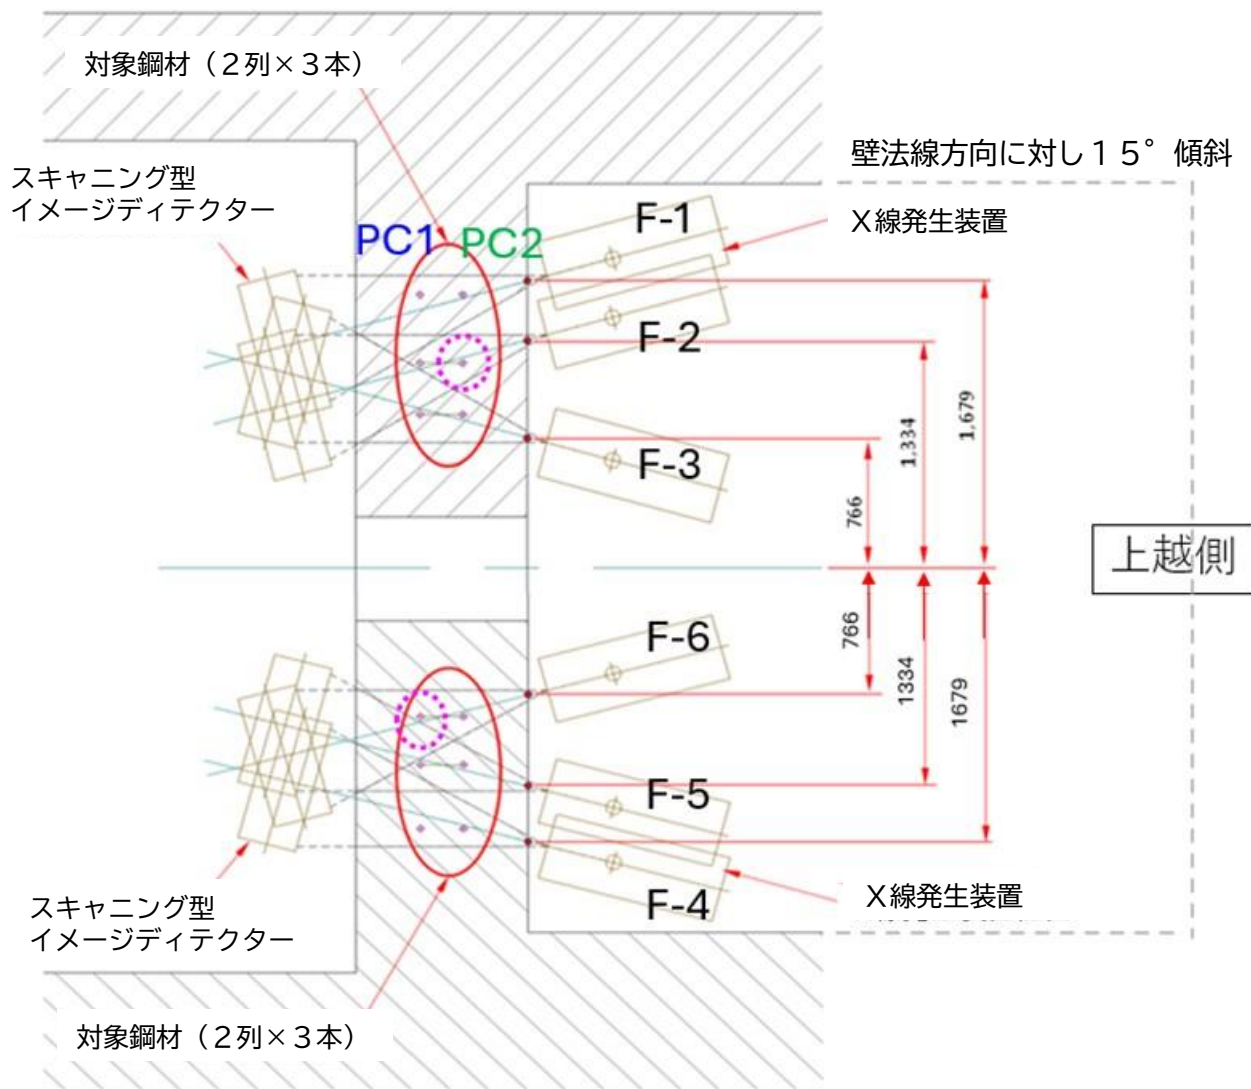 対象鋼材（２列×３本）
壁法線方向に対し１５°傾斜
スキャニング型
イメージディテクター
X線発生装置
F-1
PC1
PC2
F-2
F-3
1,679
1,334
766
上越側
F-6
766
1334
1679
F-5
F-4
X線発生装置
スキャニング型
イメージディテクター
対象鋼材（２列×３本）